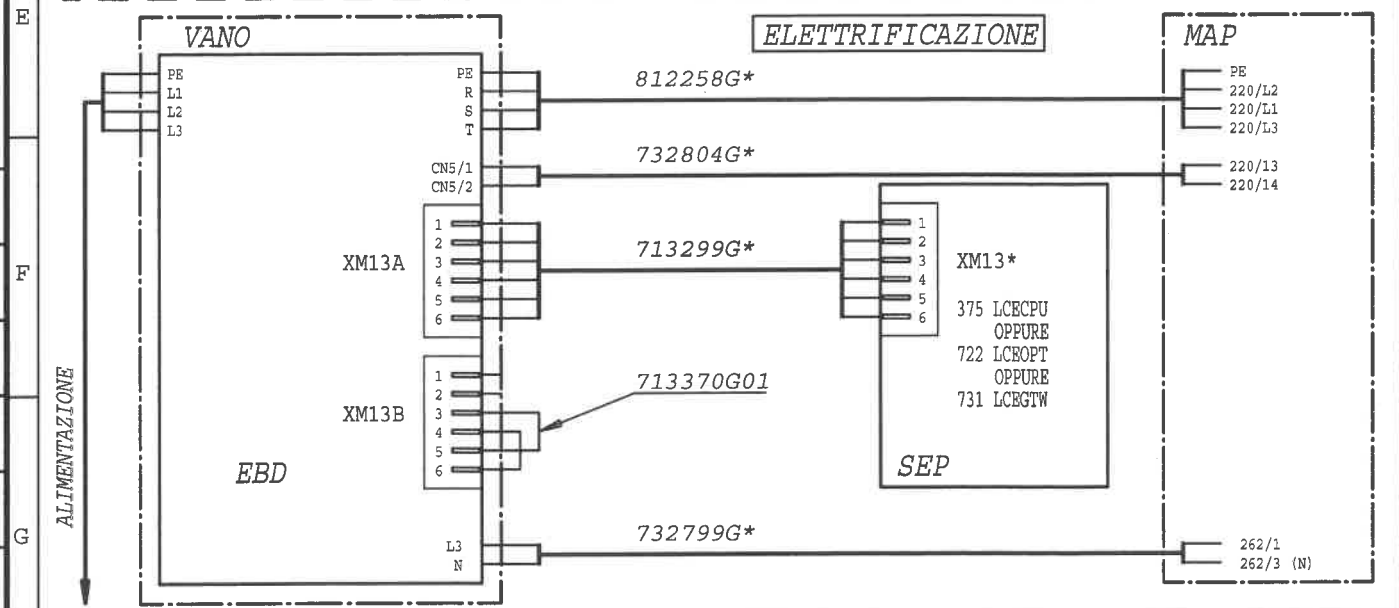 E
F
G
ALIMENTAZIONE
VANO
PE
L1
L2
L3
PE
R
S
T
CN5/1
CN5/2
XM13A
1
2
3
4
5
6
XM13B
1
2
3
4
5
6
EBD
L3
N
ELETTRIFICAZIONE
812258G*
732804G*
713299G*
713370G01
732799G*
1
2
3
4
5
6
XM13*
375 LCECPU
OPPURE
722 LCEOPT
OPPURE
731 LCEGTW
SEP
MAP
PE
220/L2
220/L1
220/L3
220/13
220/14
262/1
262/3 (N)